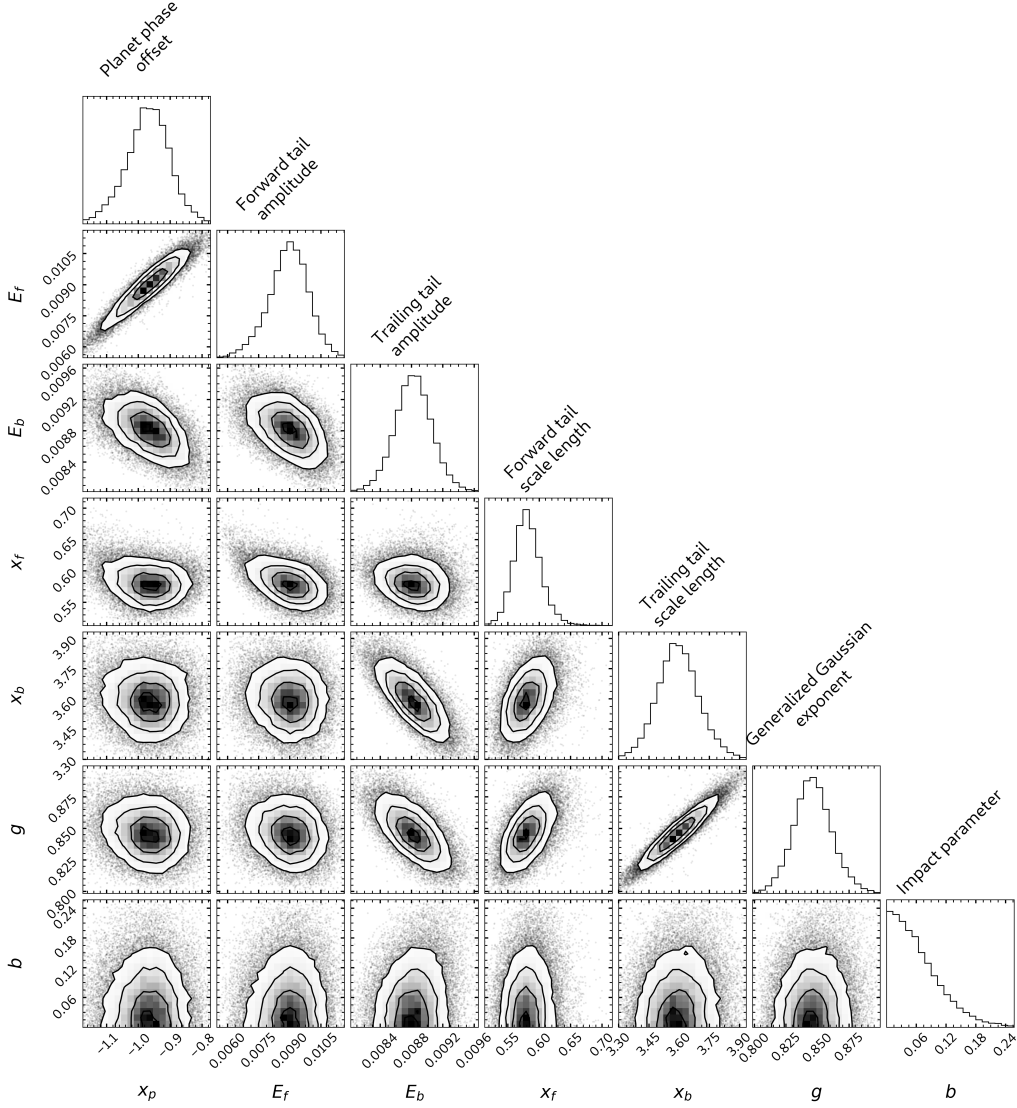 Planet phase
offset
Forward tail
amplitude
E_f
0.0105
0.0090
0.0075
0.0060
Trailing tail
amplitude
E_b
0.0096
0.0092
0.0088
0.0084
Forward tail
scale length
x_f
0.70
0.65
0.60
0.55
Trailing tail
scale length
x_b
3.90
3.75
3.60
3.45
3.30
Generalized Gaussian
exponent
g
0.875
0.850
0.825
0.800
Impact parameter
b
0.24
0.18
0.12
0.06
−1.1 −1.0 −0.9 −0.8
0.0060 0.0075 0.0090 0.0105
0.0084 0.0088 0.0092 0.0096
0.55 0.60 0.65 0.70
3.30 3.45 3.60 3.75 3.90
0.800 0.825 0.850 0.875
0.06 0.12 0.18 0.24
x_p E_f E_b x_f x_b g b